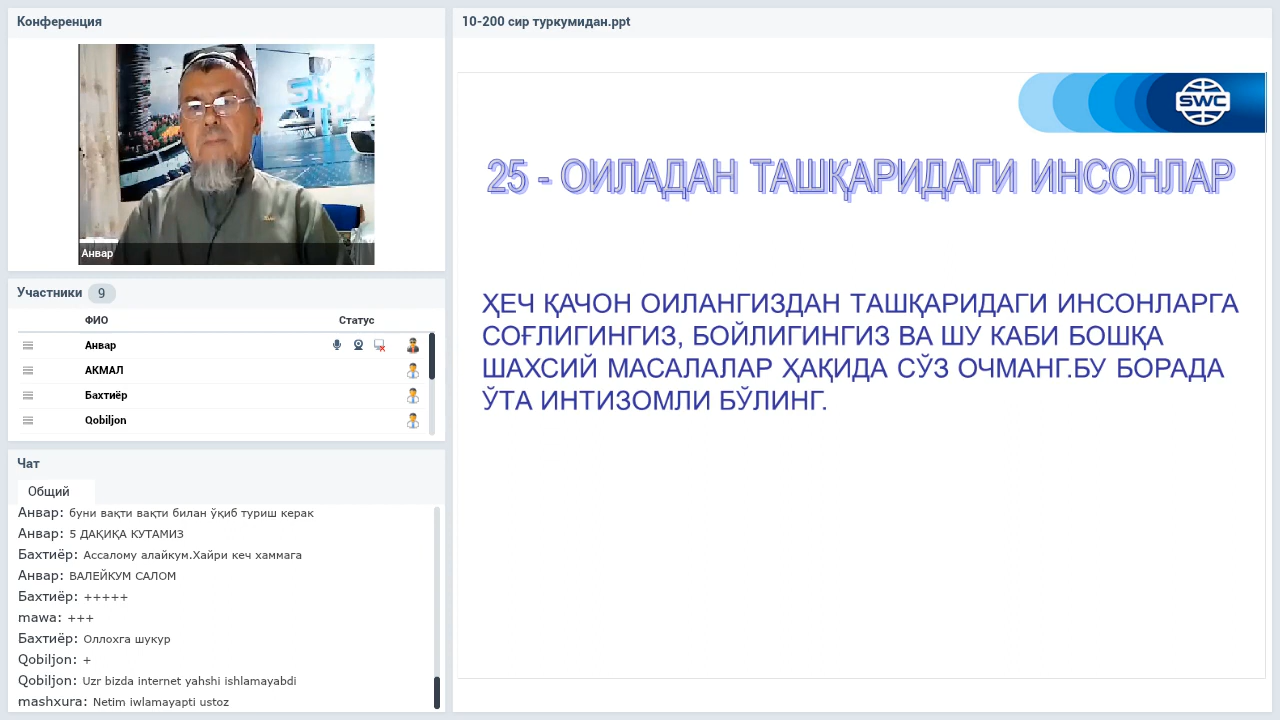 Конференция
Анвар
Участники 9
ФИО Статус
Анвар
АКМАЛ
Бахтиёр
Qobiljon
Чат
Общий
Анвар: буни вақти вақти билан ўқиб туриш керак
Анвар: 5 ДАҚИҚА КУТАМИЗ
Бахтиёр: Ассалому алайкум.Хайри кеч хаммага
Анвар: ВАЛЕЙКУМ САЛОМ
Бахтиёр: +++++
mawa: +++
Бахтиёр: Оллохга шукур
Qobiljon: +
Qobiljon: Uzr bizda internet yahshi ishlamayabdi
mashxura: Netim iwlamayapti ustoz
10-200 сир туркумидан.ppt
SWC
25 - ОИЛАДАН ТАШҚАРИДАГИ ИНСОНЛАР
ҲЕЧ ҚАЧОН ОИЛАНГИЗДАН ТАШҚАРИДАГИ ИНСОНЛАРГА
СОҒЛИГИНГИЗ, БОЙЛИГИНГИЗ ВА ШУ КАБИ БОШҚА
ШАХСИЙ МАСАЛАЛАР ҲАҚИДА СЎЗ ОЧМАНГ.БУ БОРАДА
ЎТА ИНТИЗОМЛИ БЎЛИНГ.